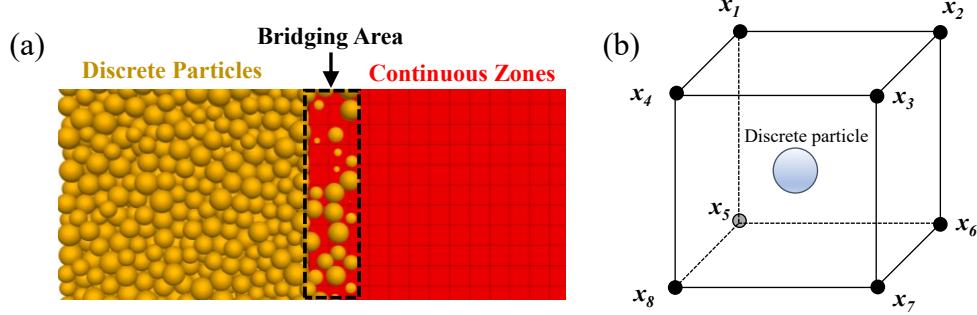 (a)
Bridging Area
Discrete Particles
Continuous Zones
(b)
x1
x2
x4
x3
Discrete particle
x5
x6
x8
x7